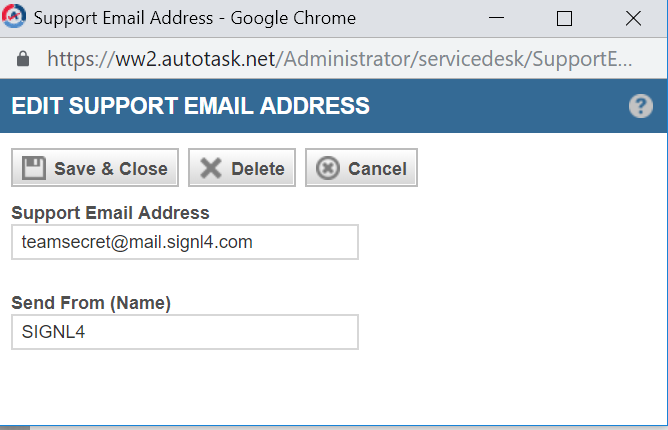 Support Email Address - Google Chrome
https://ww2.autotask.net/Administrator/servicedesk/SupportE...
EDIT SUPPORT EMAIL ADDRESS
Save & Close Delete Cancel
Support Email Address
teamsecret@mail.signl4.com
Send From (Name)
SIGNL4